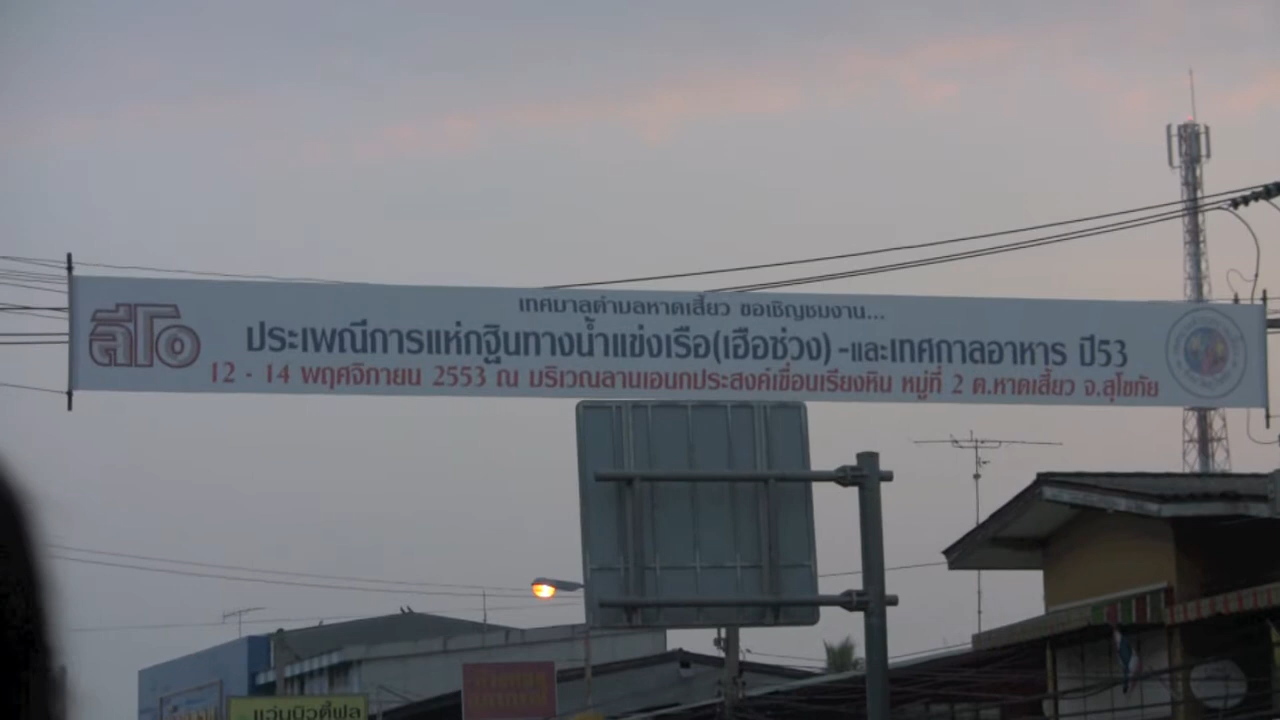 เทศบาลตำบลหาดเสี้ยว ขอเชิญชมงาน...
ลีโอ
ประเพณีการแห่กฐินทางน้ำแข่งเรือ(เฮือซ่วง) -และเทศกาลอาหาร ปี53
12 - 14 พฤศจิกายน 2553 ณ บริเวณลานเอนกประสงค์เขื่อนเรียงหิน หมู่ที่ 2 ต.หาดเสี้ยว จ.สุโขทัย
แว่นบิวตี้ฟูล